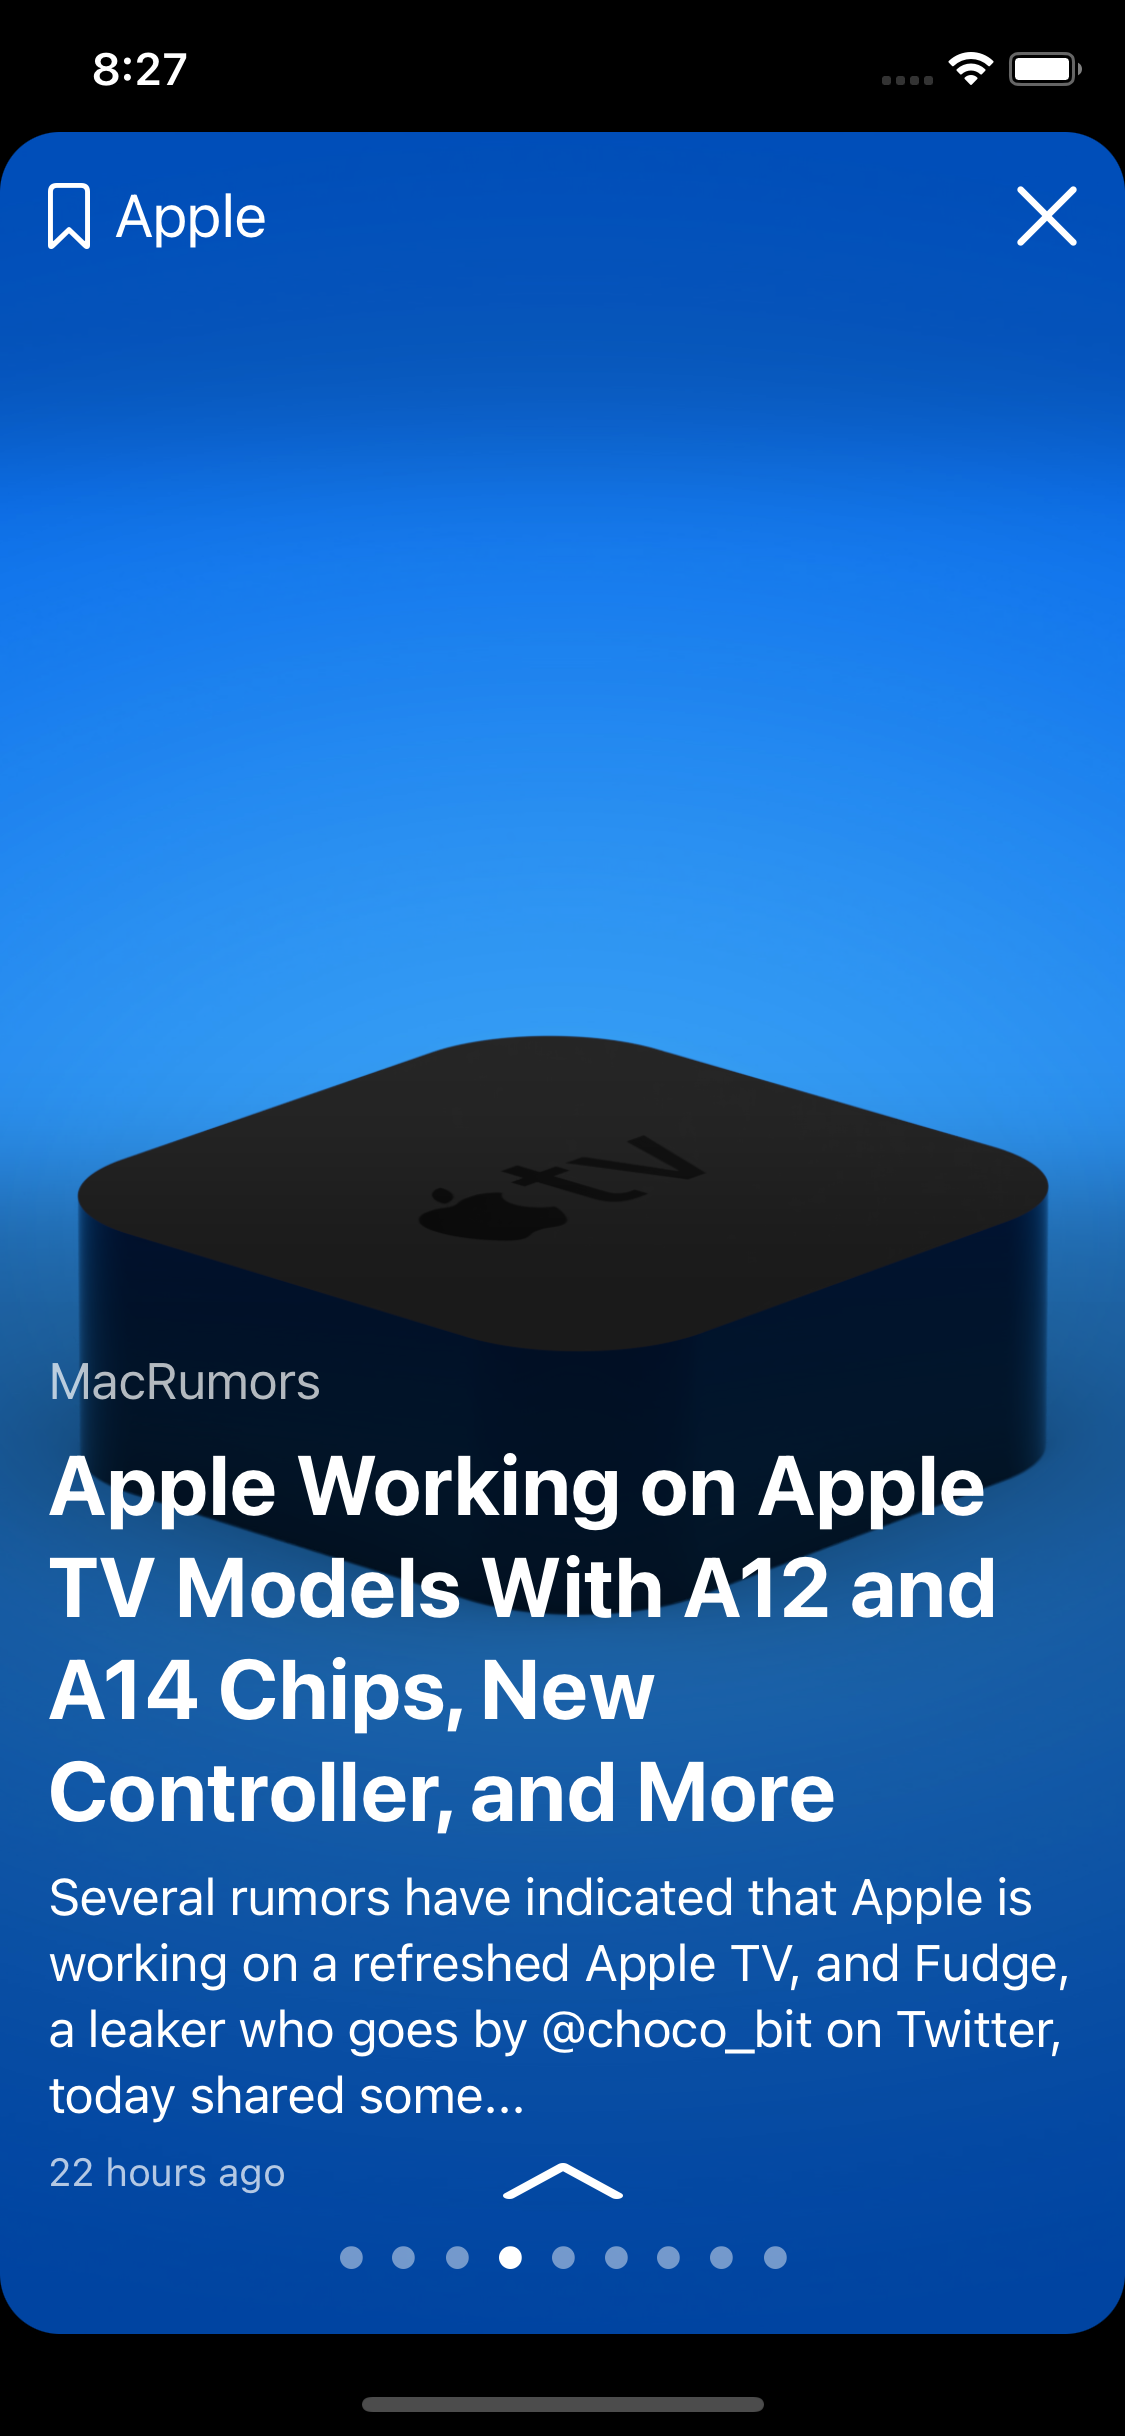 8:27
Apple
tv
MacRumors
Apple Working on Apple
TV Models With A12 and
A14 Chips, New
Controller, and More
Several rumors have indicated that Apple is
working on a refreshed Apple TV, and Fudge,
a leaker who goes by @choco_bit on Twitter,
today shared some...
22 hours ago